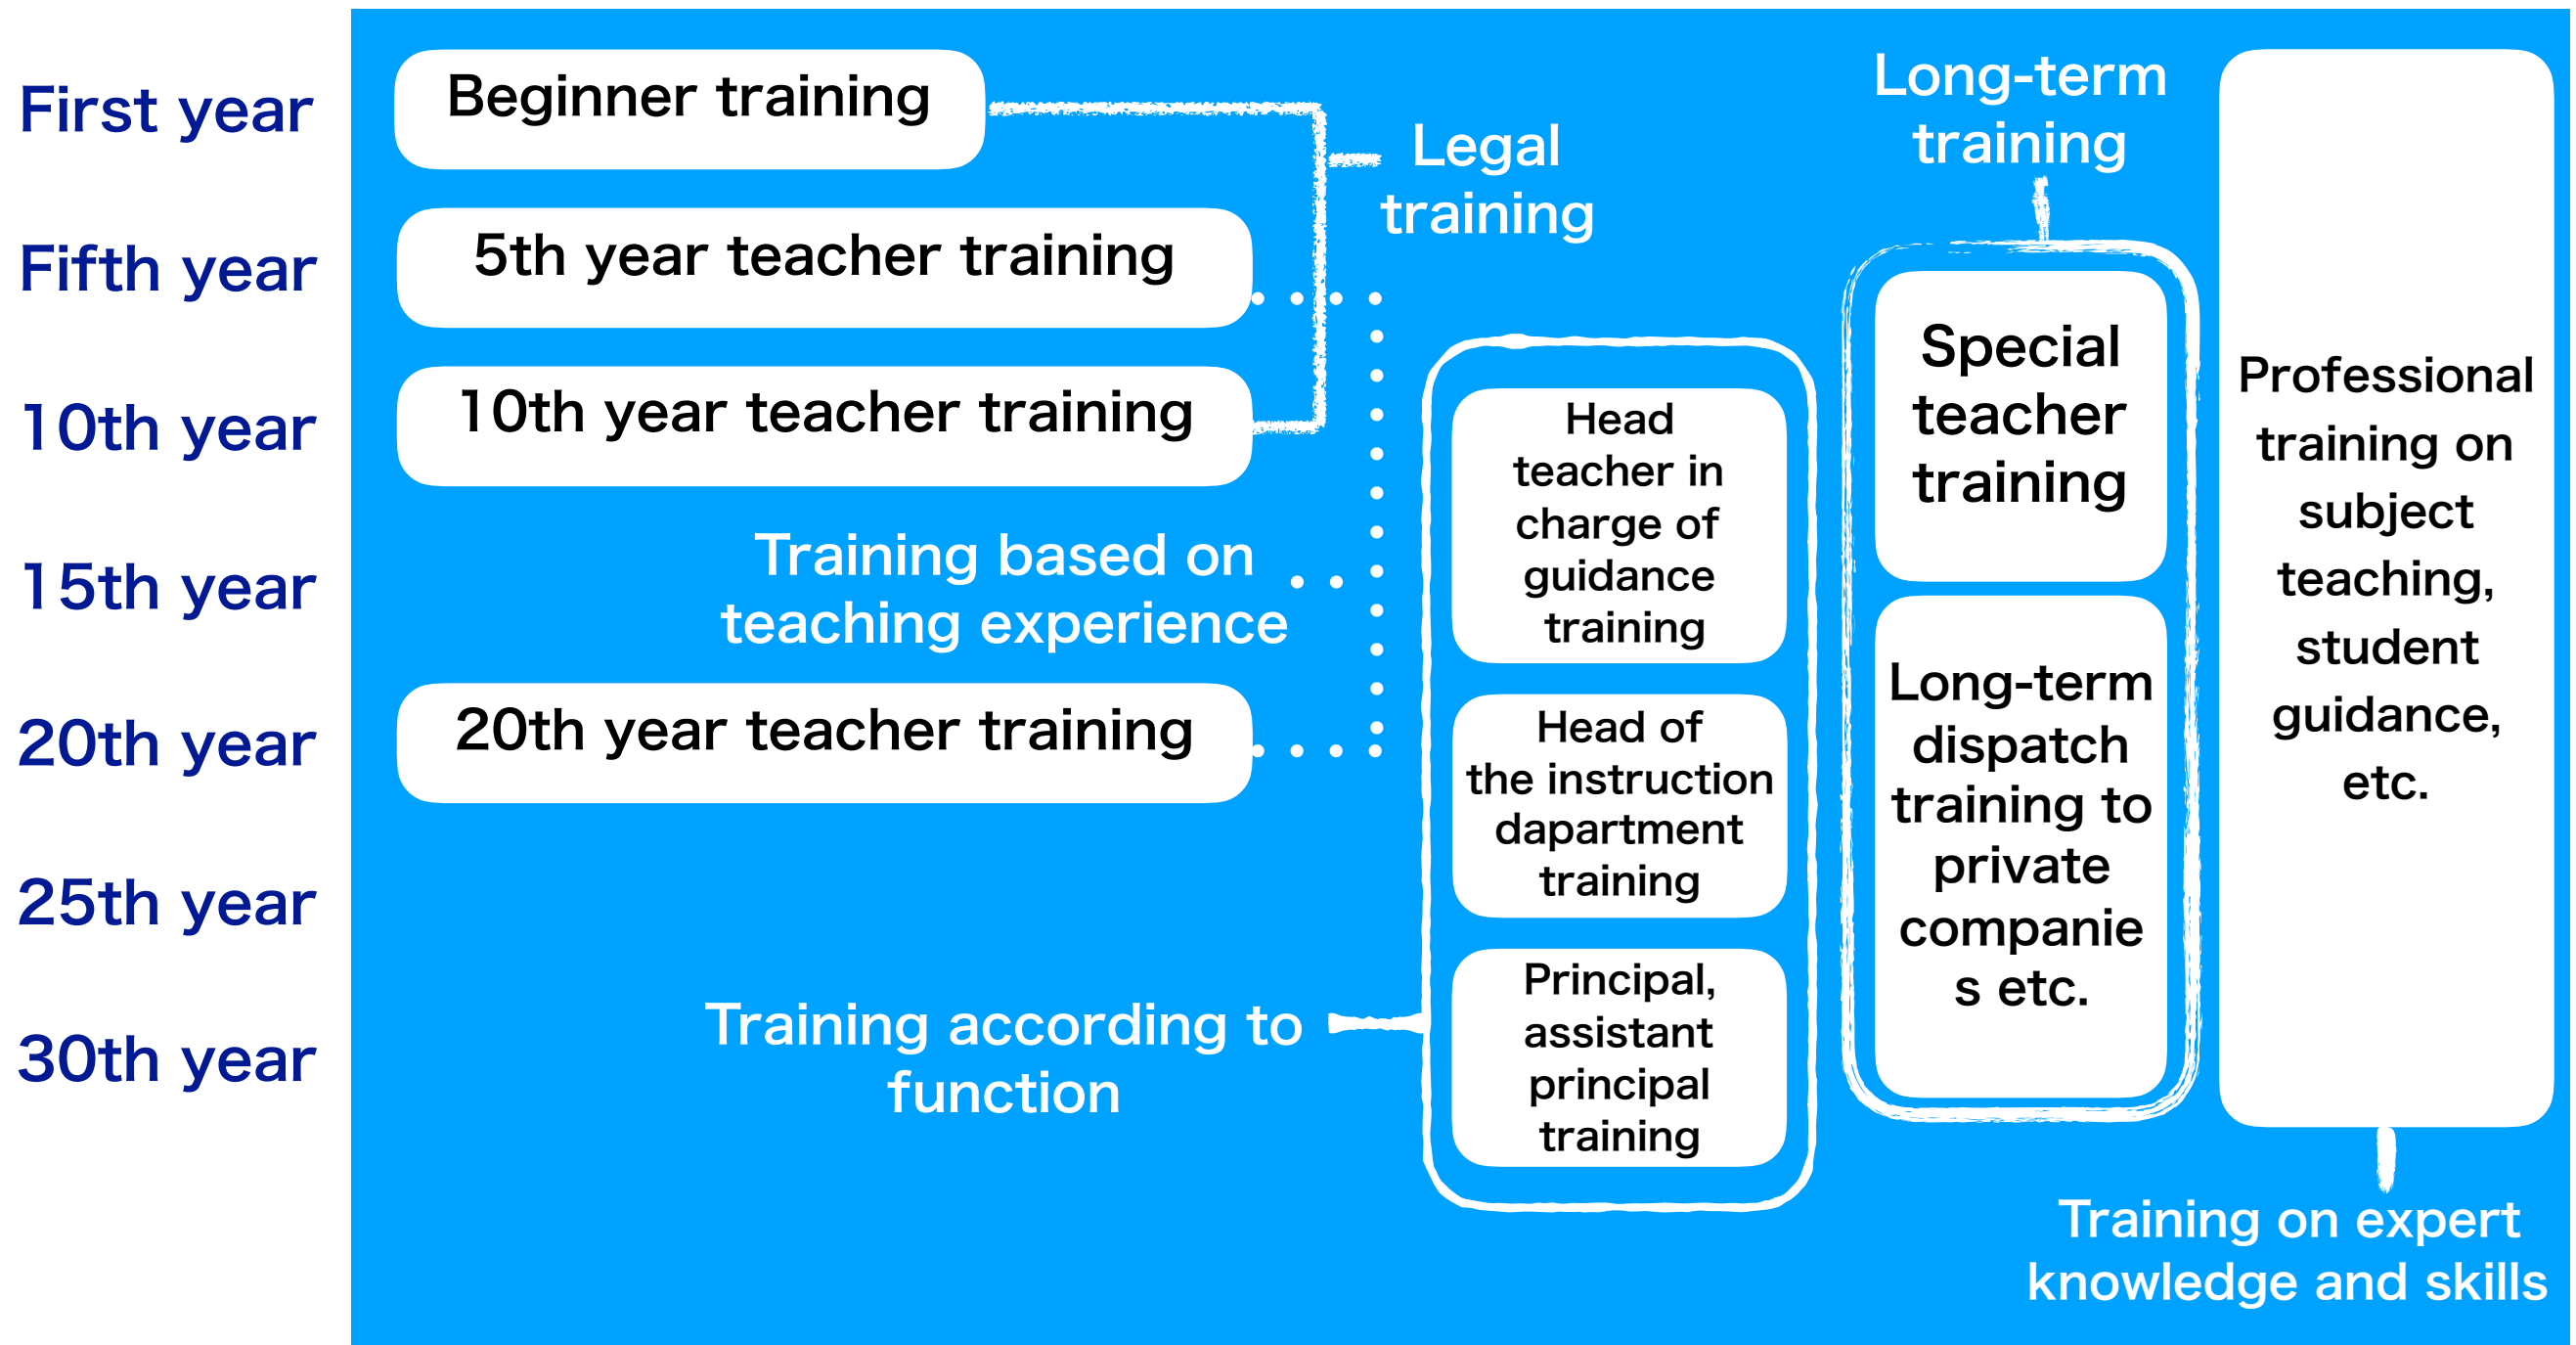 First year
Fifth year
10th year
15th year
20th year
25th year
30th year
Beginner training
5th year teacher training
10th year teacher training
Training based on
teaching experience
20th year teacher training
Training according to
function
Legal
training
Head
teacher in
charge of
guidance
training
Head of
the instruction
dapartment
training
Principal,
assistant
principal
training
Long-term
training
Special
teacher
training
Long-term
dispatch
training to
private
companie
s etc.
Professional
training on
subject
teaching,
student
guidance,
etc.
Training on expert
knowledge and skills